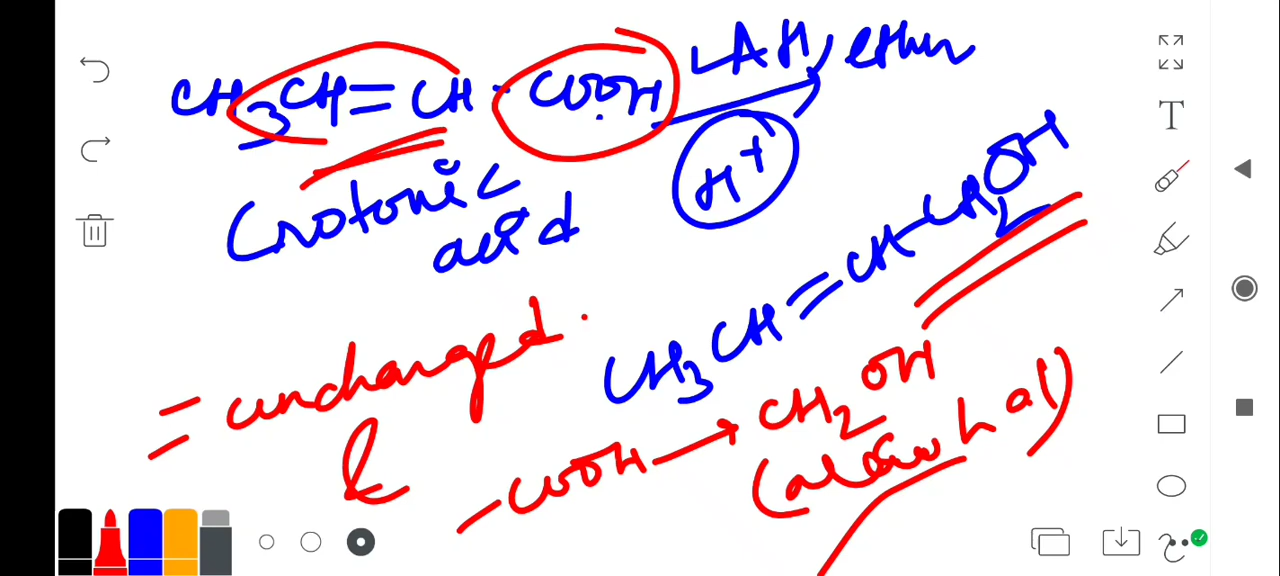 CH3CH=CH-COOH LAH, ether
H+
Crotonic
acid
CH3CH=CH-CH2OH
= unchanged.
&
-COOH → CH2OH
(alcohol)
T